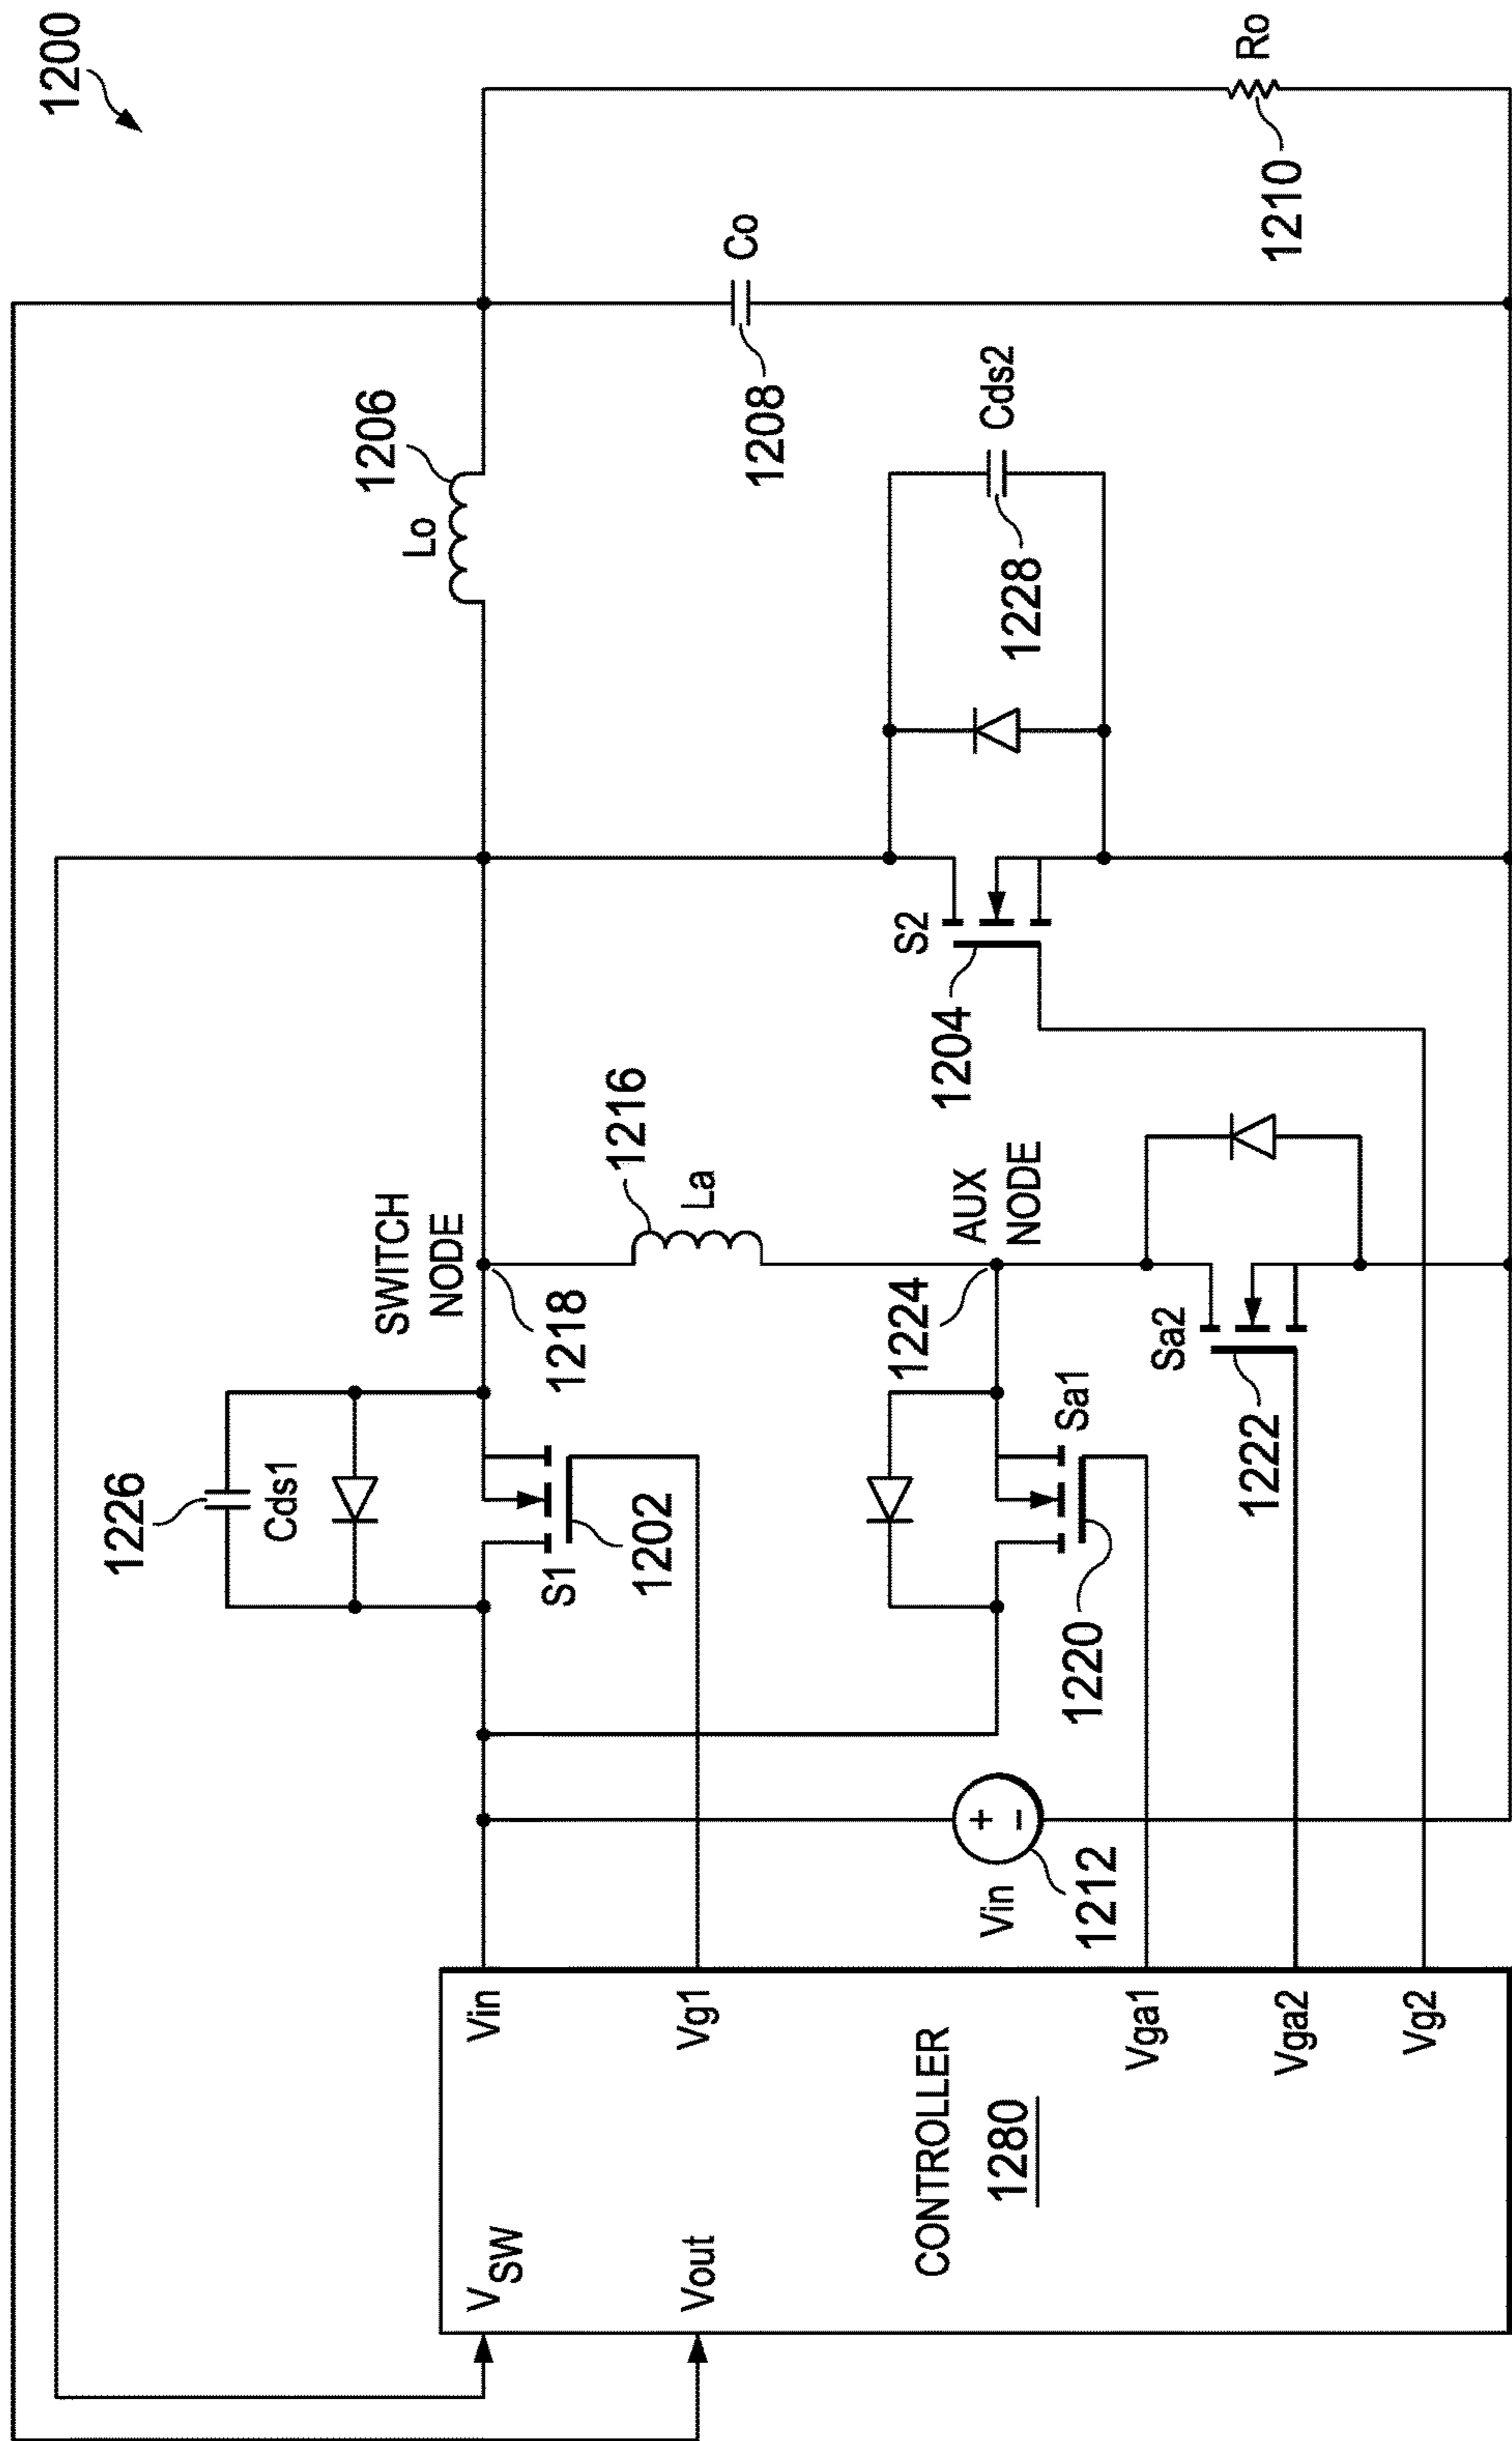 1200
1206
Lo
Co
1208
Ro
1210
Cds2
1228
S2
1204
SWITCH
NODE
1218
1216
La
AUX
NODE
1224
1226
Cds1
S1
1202
Sa1
1220
Sa2
1222
Vin
1212
V SW
Vout
Vin
Vg1
Vga1
Vga2
Vg2
CONTROLLER
1280
+
-